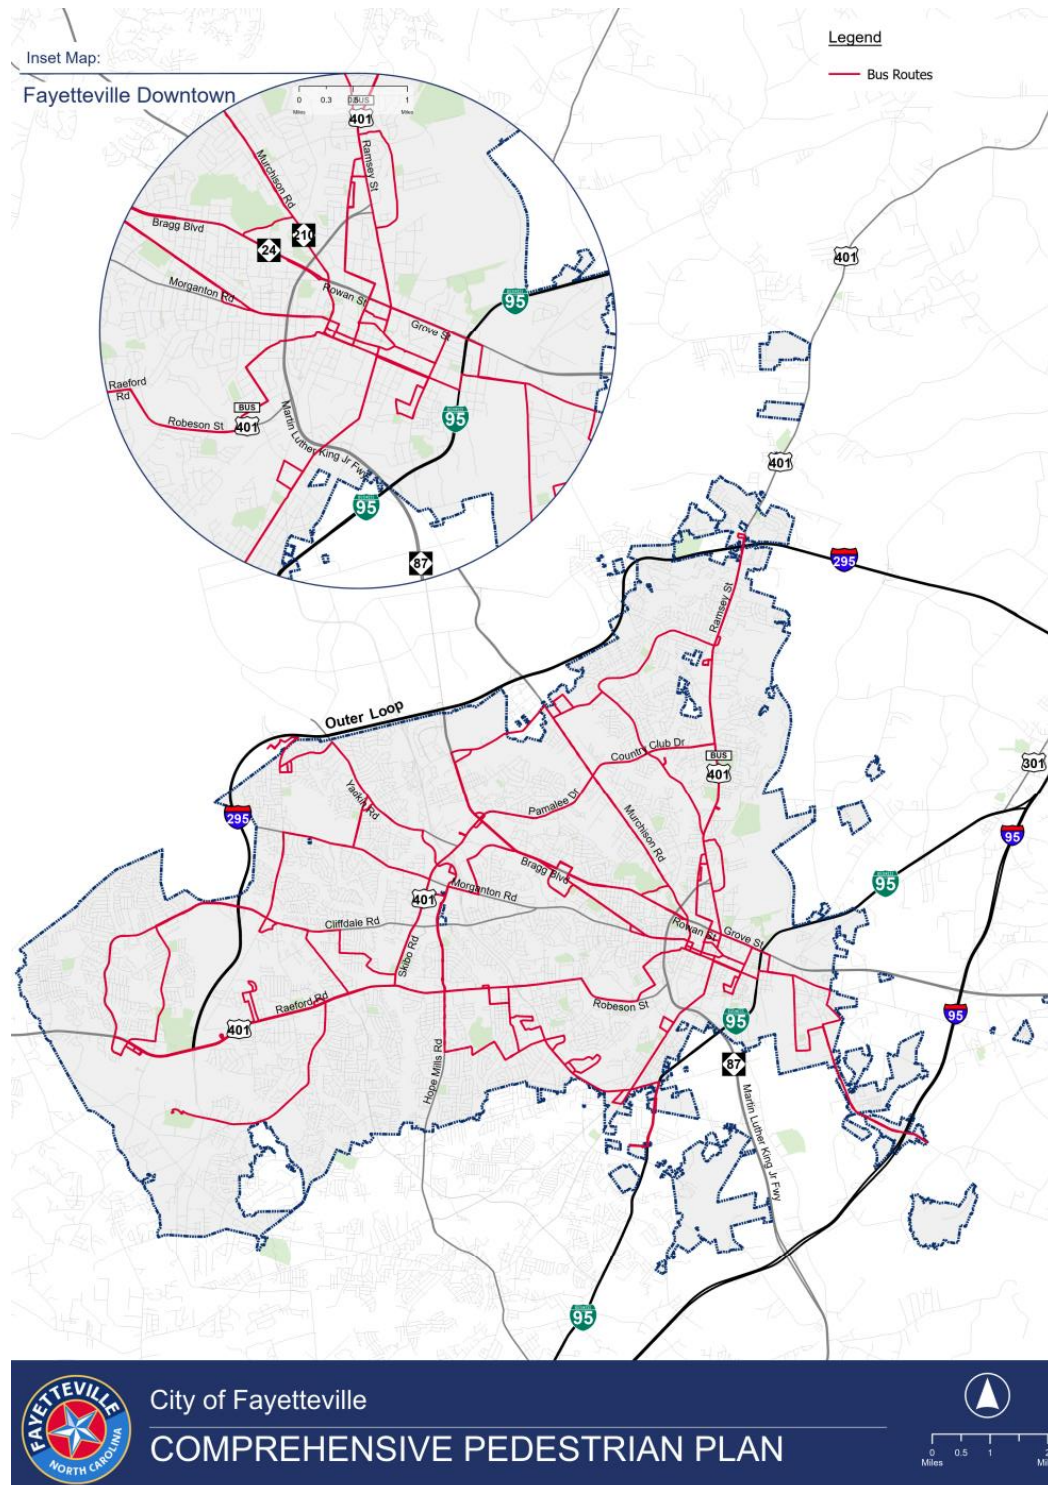 Legend
Bus Routes
Inset Map:
Fayetteville Downtown
0 0.3 1
Miles Miles
BUS
401
Murchison Rd
Ramsey St
Bragg Blvd
210
24
Morganton Rd
Rowan St
95
Grove St
Raeford
Rd
BUS
401
Robeson St
95
Martin Luther King Jr Fwy
95
87
401
401
295
Ramsey St
Outer Loop
Country Club Dr
BUS
401
301
295
Pamalee Dr
Murchison Rd
95
Bragg Blvd
95
401
Morganton Rd
Cliffdale Rd
Rowan St
Grove St
Skibo Rd
Raeford Rd
Robeson St
95
401
95
87
Hope Mills Rd
Martin Luther King Jr Fwy
95
FAYETTEVILLE
NORTH CAROLINA
City of Fayetteville
COMPREHENSIVE PEDESTRIAN PLAN
0 0.5 1
Miles